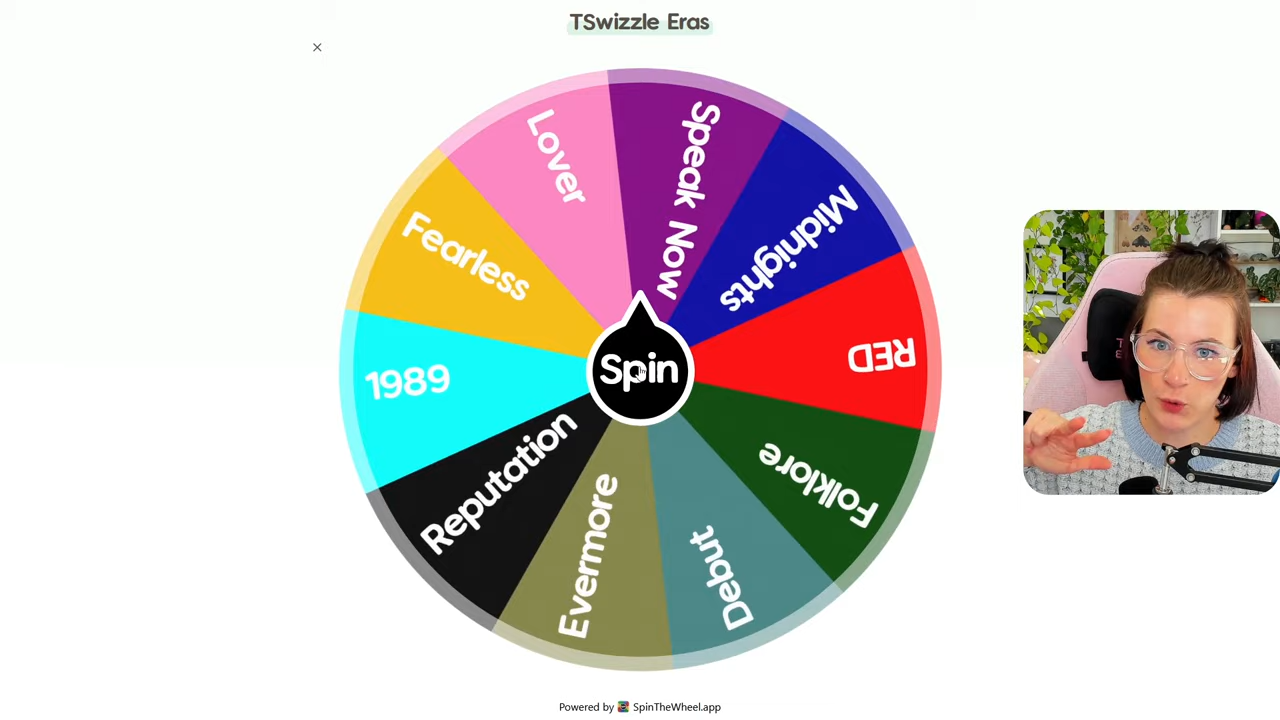 TSwizzle Eras
Speak Now
Midnights
RED
Folklore
Debut
Evermore
Reputation
1989
Fearless
Lover
Spin
Powered by SpinTheWheel.app